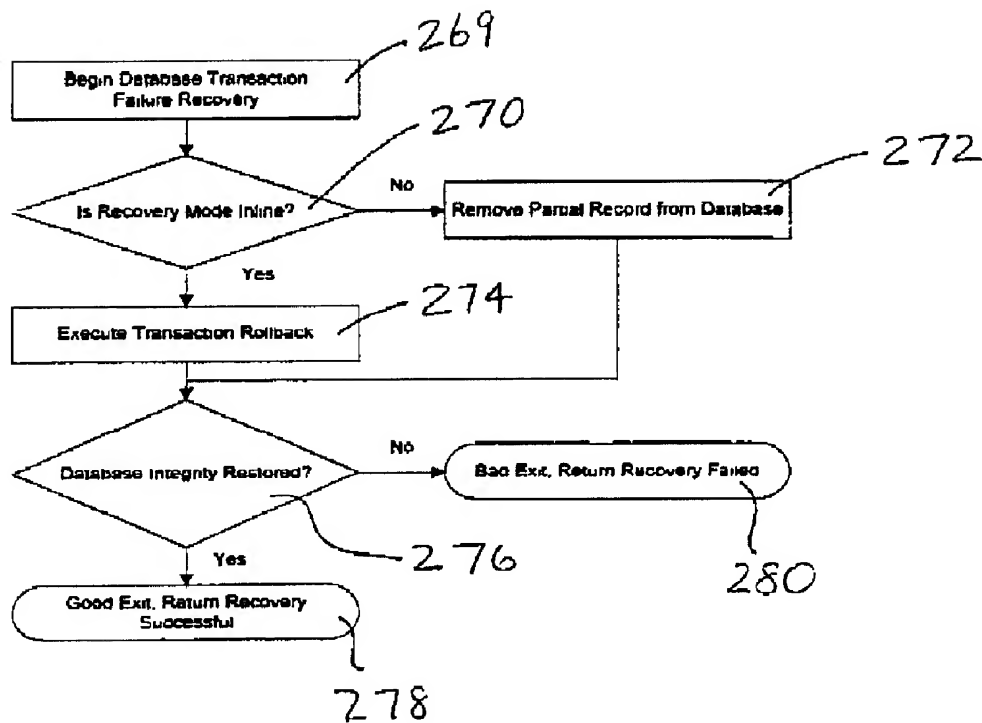 269
Begin Database Transaction
Failure Recovery
270
272
No
Is Recovery Mode Inline?
Remove Partial Record from Database
Yes
274
Execute Transaction Rollback
No
Database Integrity Restored?
Bad Exit, Return Recovery Failed
276
Yes
280
Good Exit, Return Recovery
Successful
278